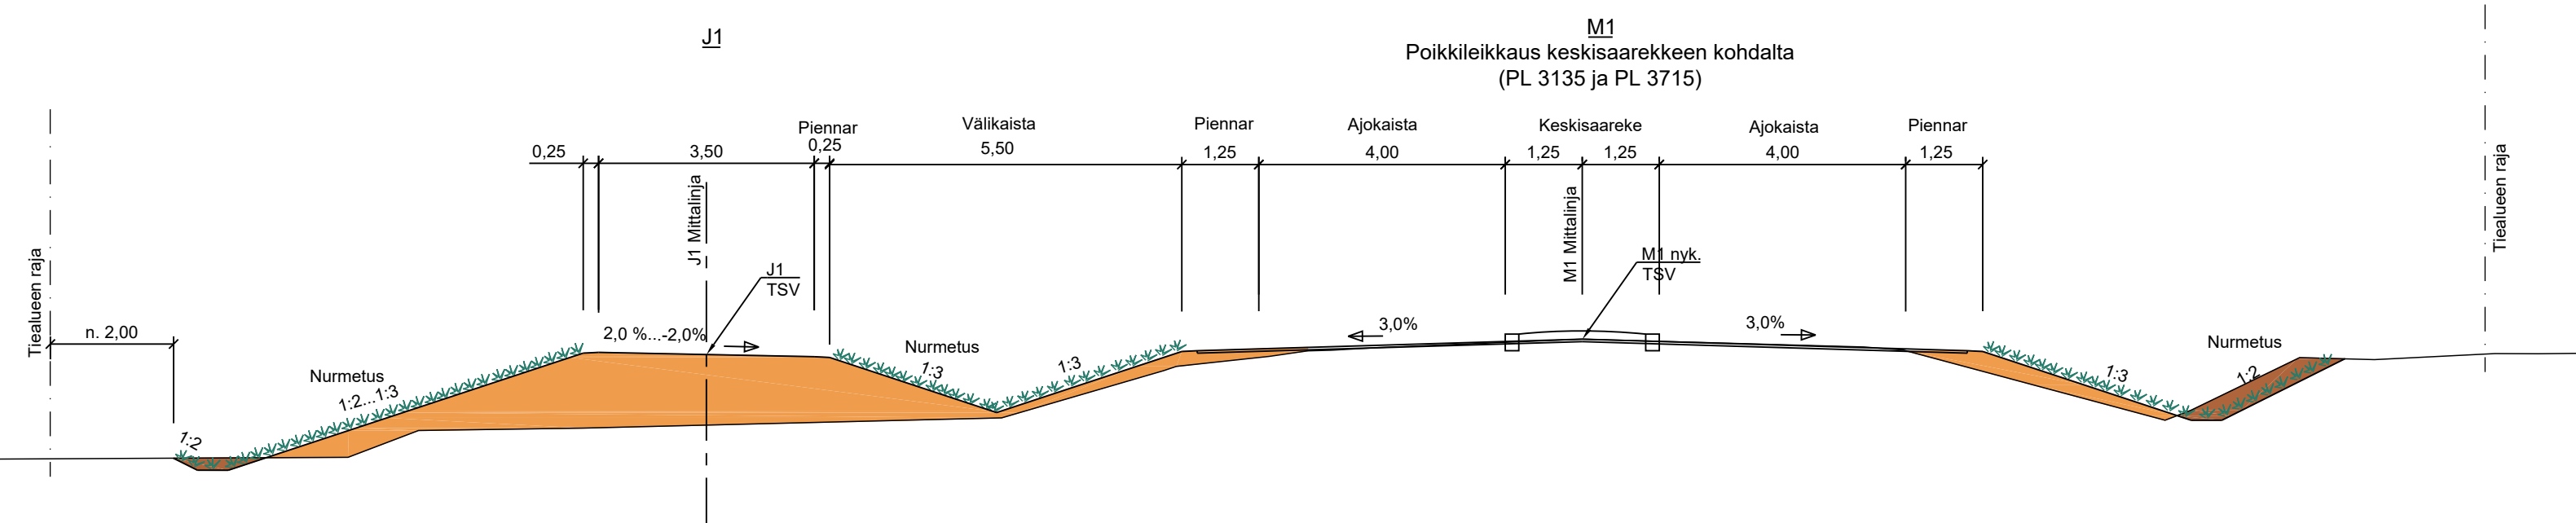 J1
M1
Poikkileikkaus keskisaarekkeen kohdalta
(PL 3135 ja PL 3715)
Piennar
Välikaista
Piennar
Ajokaista
Keskisaareke
Ajokaista
Piennar
0,25
3,50
0,25
5,50
1,25
4,00
1,25
1,25
4,00
1,25
Tiealueen raja
J1 Mittalinja
M1 Mittalinja
Tiealueen raja
J1
TSV
M1 nyk.
TSV
n. 2,00
2,0 %...-2,0%
3,0%
3,0%
Nurmetus
Nurmetus
Nurmetus
1:2
1:2...1:3
1:3
1:3
1:3
1:2